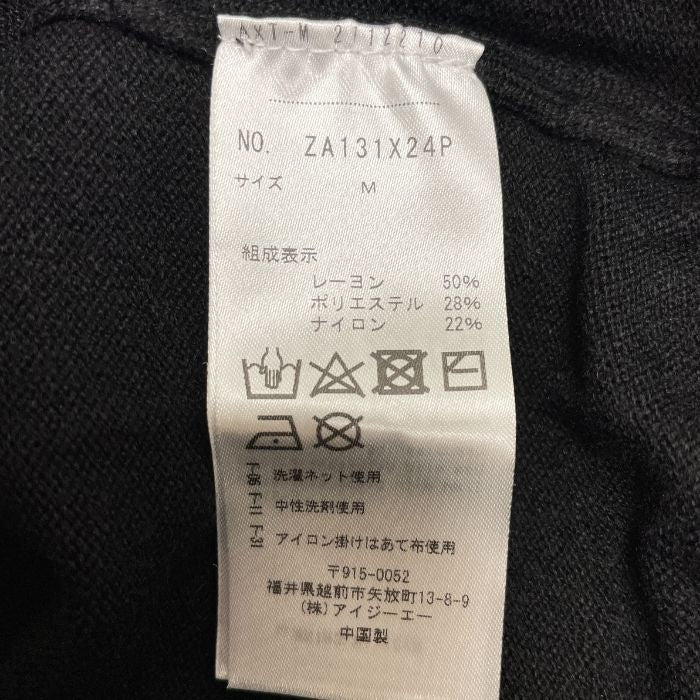 AXT-M 2712210
NO. ZA131X24P
サイズ M
組成表示
レーヨン 50%
ポリエステル 28%
ナイロン 22%
洗濯ネット使用
中性洗剤使用
アイロン掛けはあて布使用
〒915-0052
福井県越前市矢放町13-8-9
(株)アイジーエー
中国製